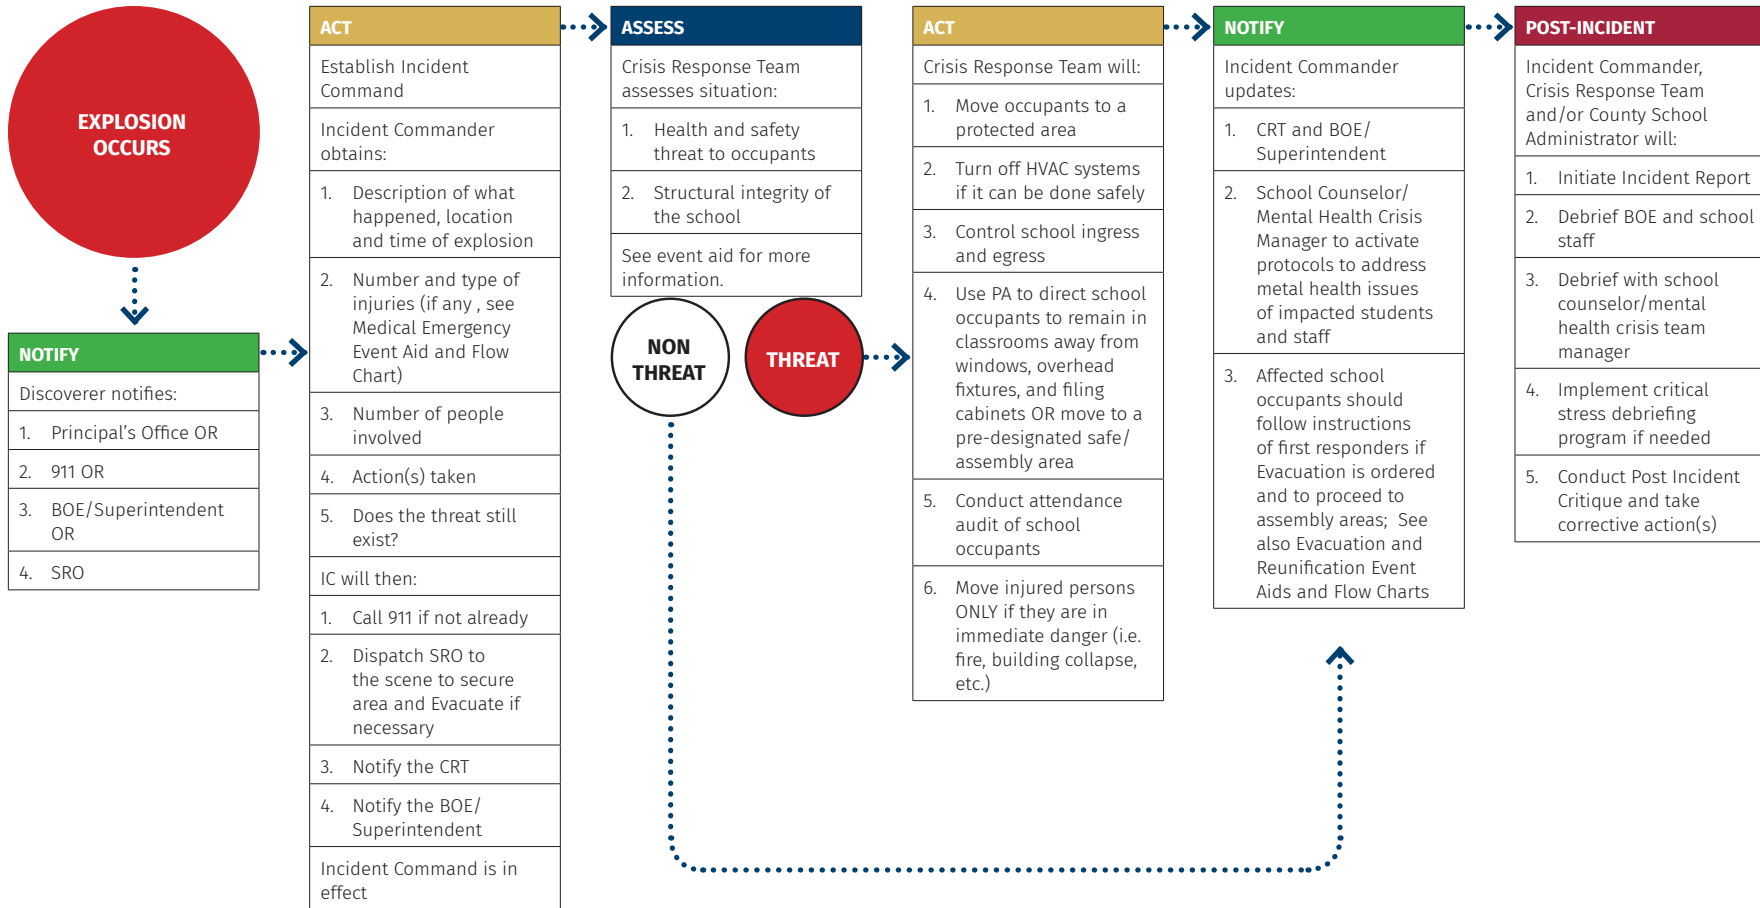 EXPLOSION
OCCURS
NOTIFY
Discoverer notifies:
1. Principal's Office OR
2. 911 OR
3. BOE/Superintendent
OR
4. SRO
ACT
Establish Incident
Command
Incident Commander
obtains:
1. Description of what
happened, location
and time of explosion
2. Number and type of
injuries (if any , see
Medical Emergency
Event Aid and Flow
Chart)
3. Number of people
involved
4. Action(s) taken
5. Does the threat still
exist?
IC will then:
1. Call 911 if not already
2. Dispatch SRO to
the scene to secure
area and Evacuate if
necessary
3. Notify the CRT
4. Notify the BOE/
Superintendent
Incident Command is in
effect
ASSESS
Crisis Response Team
assesses situation:
1. Health and safety
threat to occupants
2. Structural integrity of
the school
See event aid for more
information.
NON
THREAT
THREAT
ACT
Crisis Response Team will:
1. Move occupants to a
protected area
2. Turn off HVAC systems
if it can be done safely
3. Control school ingress
and egress
4. Use PA to direct school
occupants to remain in
classrooms away from
windows, overhead
fixtures, and filing
cabinets OR move to a
pre-designated safe/
assembly area
5. Conduct attendance
audit of school
occupants
6. Move injured persons
ONLY if they are in
immediate danger (i.e.
fire, building collapse,
etc.)
NOTIFY
Incident Commander
updates:
1. CRT and BOE/
Superintendent
2. School Counselor/
Mental Health Crisis
Manager to activate
protocols to address
metal health issues
of impacted students
and staff
3. Affected school
occupants should
follow instructions
of first responders if
Evacuation is ordered
and to proceed to
assembly areas; See
also Evacuation and
Reunification Event
Aids and Flow Charts
POST-INCIDENT
Incident Commander,
Crisis Response Team
and/or County School
Administrator will:
1. Initiate Incident Report
2. Debrief BOE and school
staff
3. Debrief with school
counselor/mental
health crisis team
manager
4. Implement critical
stress debriefing
program if needed
5. Conduct Post Incident
Critique and take
corrective action(s)